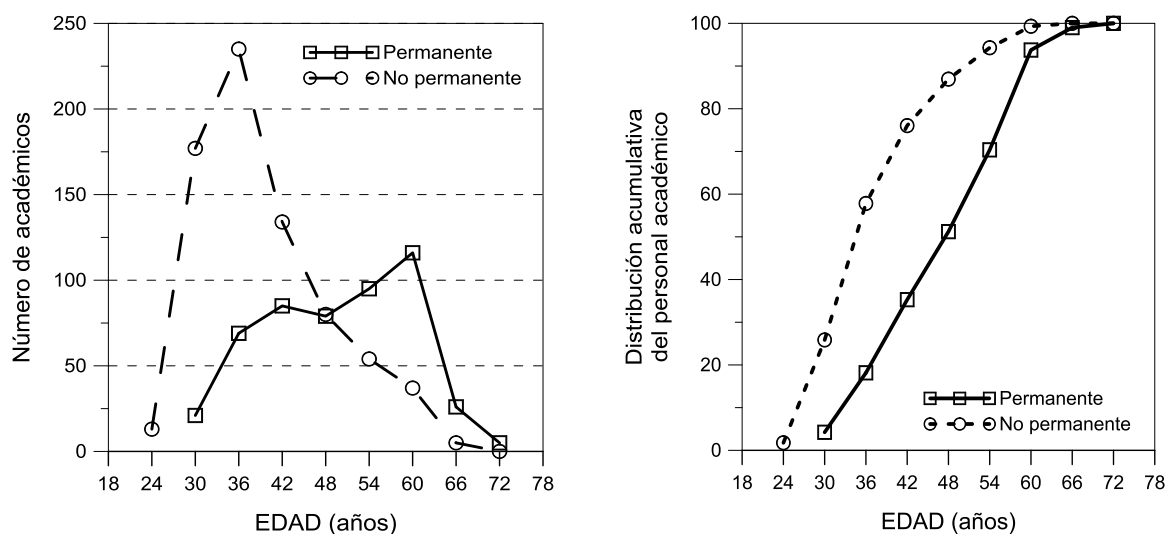 250
200
150
100
50
0
Número de académicos
Permanente
No permanente
18 24 30 36 42 48 54 60 66 72 78
EDAD (años)
100
80
60
40
20
0
Distribución acumulativa
del personal académico
Permanente
No permanente
18 24 30 36 42 48 54 60 66 72 78
EDAD (años)